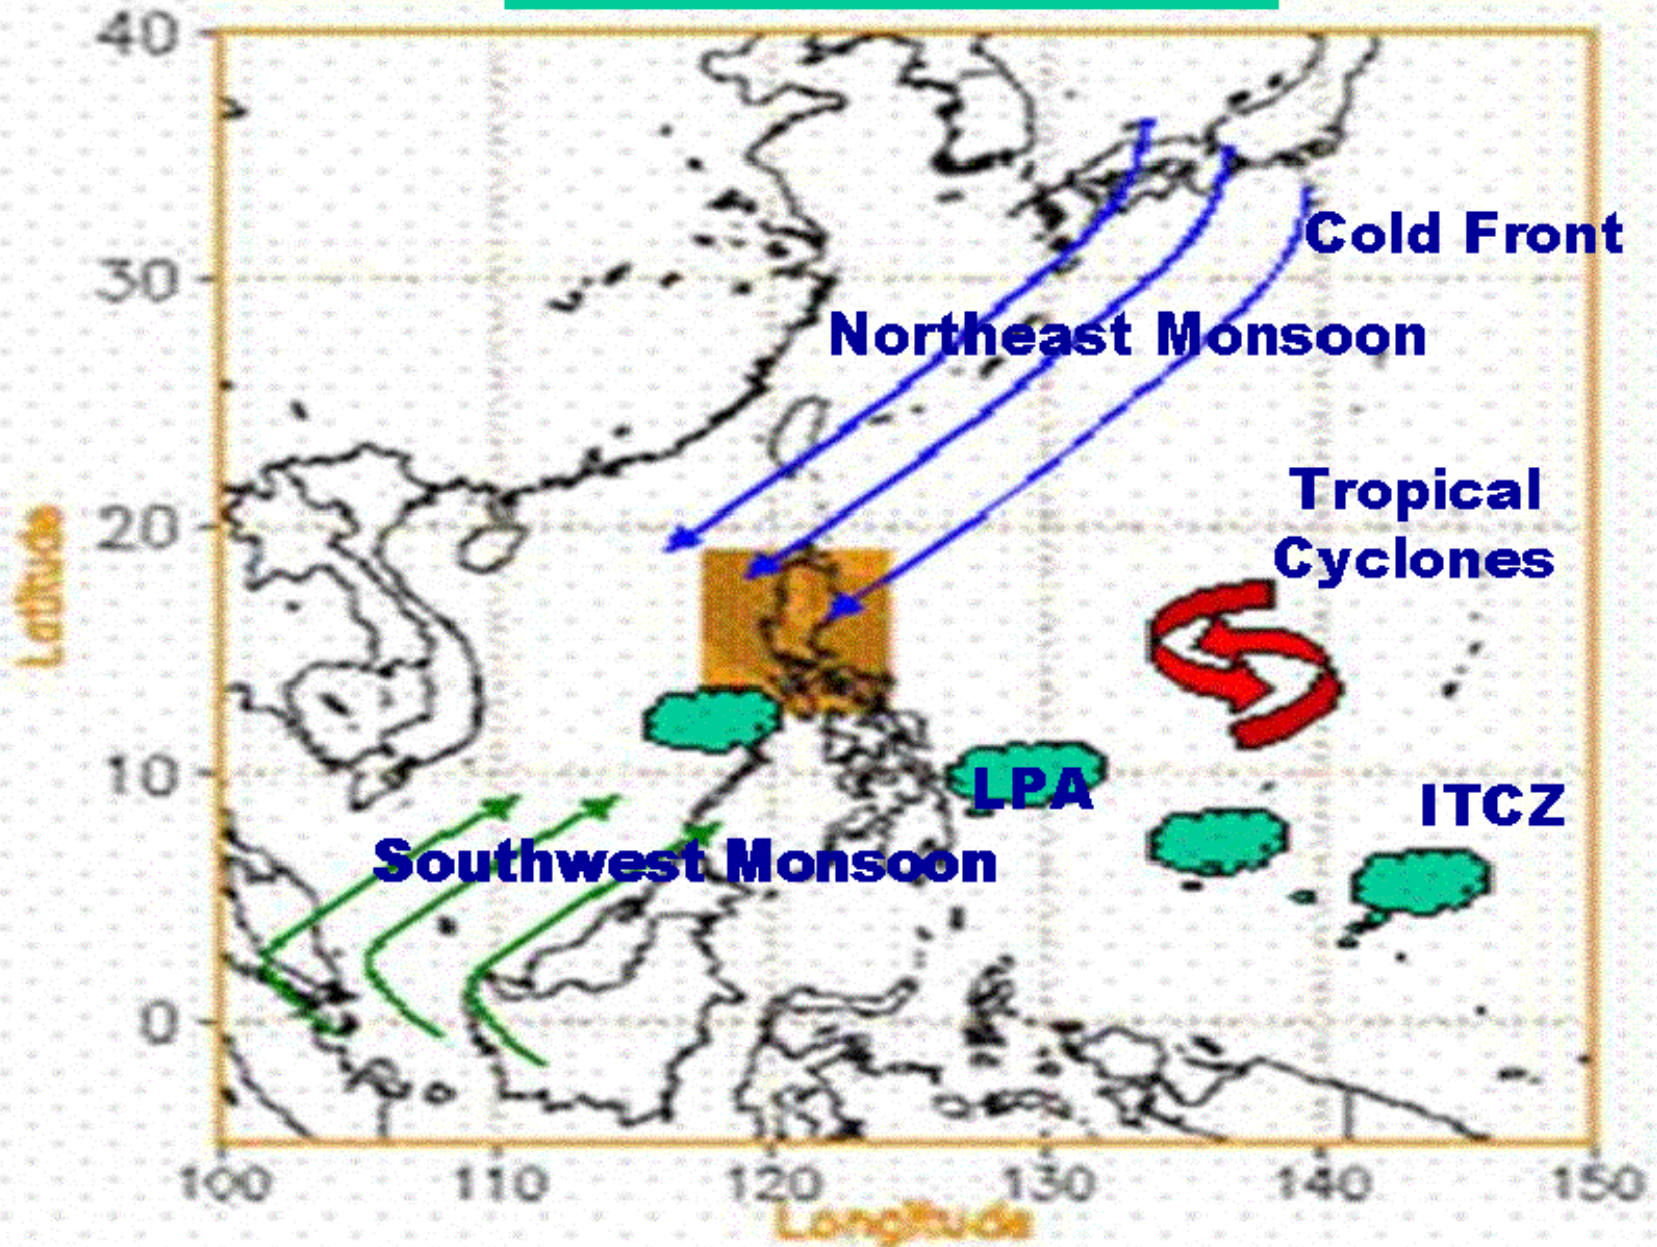 40
30
20
10
0
Latitude
Cold Front
Northeast Monsoon
Tropical
Cyclones
LPA
ITCZ
Southwest Monsoon
100 110 120 130 140 150
Longitude